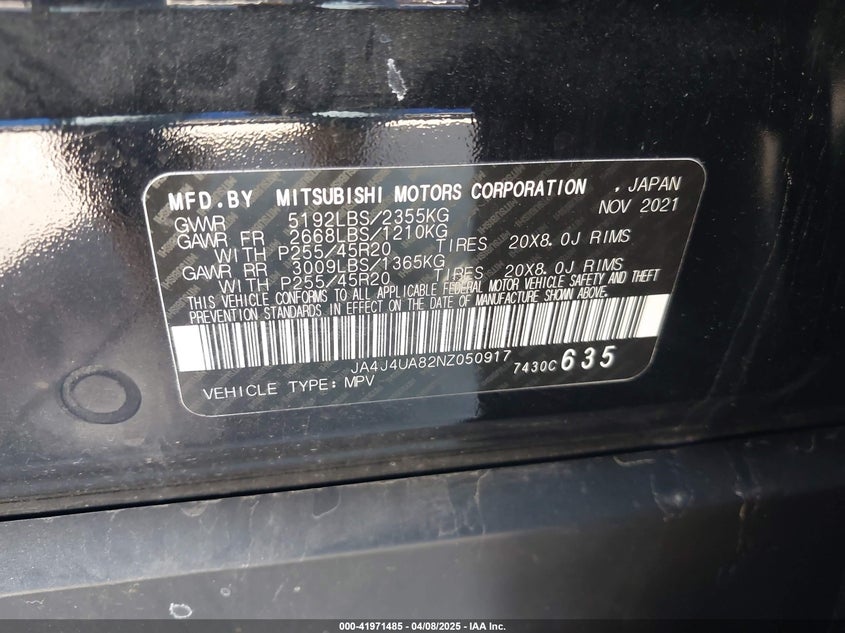 MFD.BY MITSUBISHI MOTORS CORPORATION , JAPAN
GVWR 5192LBS/2355KG NOV 2021
GAWR FR 2668LBS/1210KG
WITH P255/45R20 TIRES 20X8.0J RIMS
GAWR RR 3009LBS/1365KG
WITH P255/45R20 TIRES 20X8.0J RIMS
THIS VEHICLE CONFORMS TO ALL APPLICABLE FEDERAL MOTOR VEHICLE SAFETY AND THEFT
PREVENTION STANDARDS IN EFFECT ON THE DATE OF MANUFACTURE SHOWN ABOVE.
JA4J4UA82NZ050917 7430C 635
VEHICLE TYPE: MPV
000-41971485 - 04/08/2025 - IAA Inc.